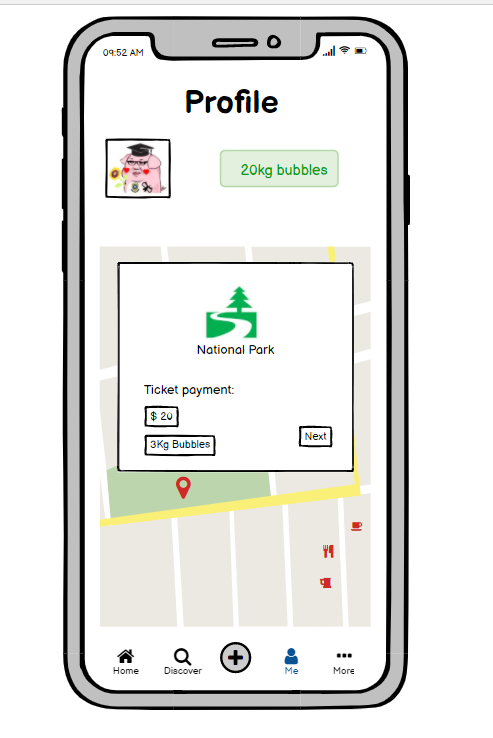 09:52 AM
Profile
20kg bubbles
National Park
Ticket payment:
$ 20
3Kg Bubbles
Next
Home
Discover
Me
More